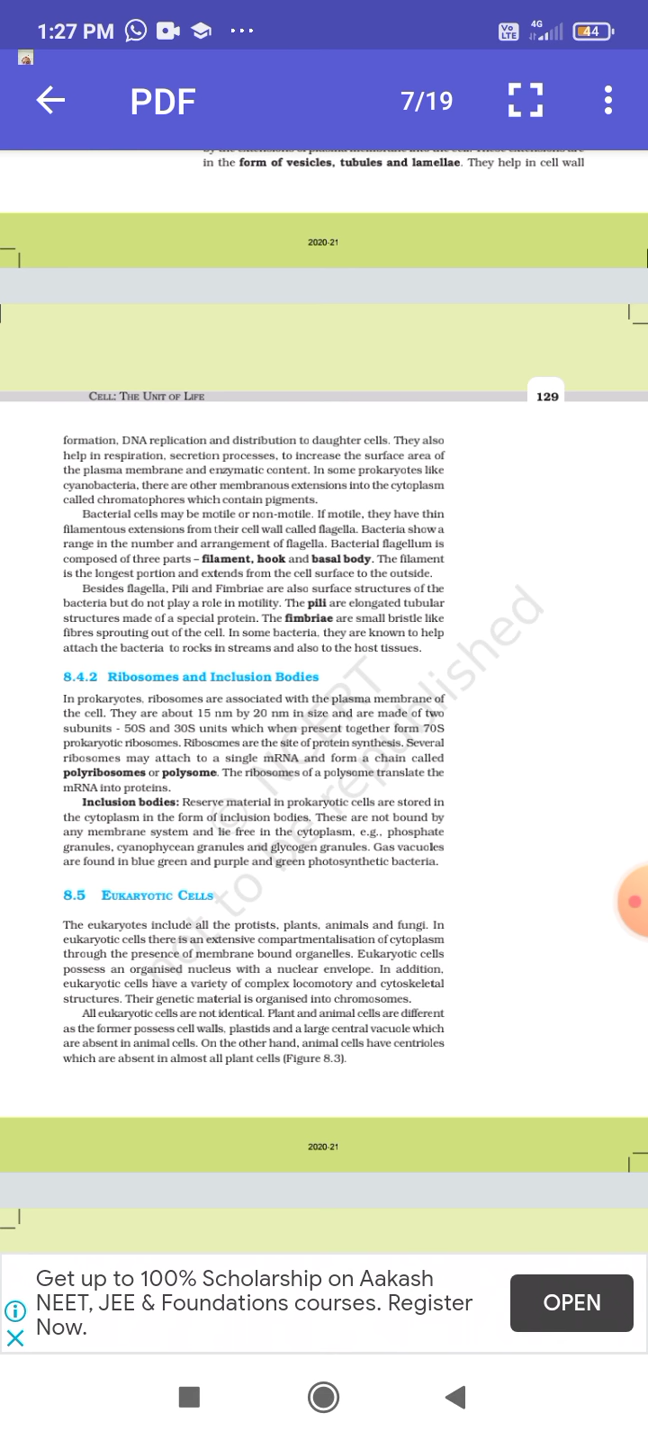 1:27 PM ...
Vo LTE 4G 44
PDF 7/19
in the form of vesicles, tubules and lamellae. They help in cell wall
2020-21
CELL: THE UNIT OF LIFE 129
formation, DNA replication and distribution to daughter cells. They also
help in respiration, secretion processes, to increase the surface area of
the plasma membrane and enzymatic content. In some prokaryotes like
cyanobacteria, there are other membranous extensions into the cytoplasm
called chromatophores which contain pigments.
Bacterial cells may be motile or non-motile. If motile, they have thin
filamentous extensions from their cell wall called flagella. Bacteria show a
range in the number and arrangement of flagella. Bacterial flagellum is
composed of three parts – filament, hook and basal body. The filament
is the longest portion and extends from the cell surface to the outside.
Besides flagella, Pili and Fimbriae are also surface structures of the
bacteria but do not play a role in motility. The pili are elongated tubular
structures made of a special protein. The fimbriae are small bristle like
fibres sprouting out of the cell. In some bacteria, they are known to help
attach the bacteria to rocks in streams and also to the host tissues.
8.4.2 Ribosomes and Inclusion Bodies
In prokaryotes, ribosomes are associated with the plasma membrane of
the cell. They are about 15 nm by 20 nm in size and are made of two
subunits - 50S and 30S units which when present together form 70S
prokaryotic ribosomes. Ribosomes are the site of protein synthesis. Several
ribosomes may attach to a single mRNA and form a chain called
polyribosomes or polysome. The ribosomes of a polysome translate the
mRNA into proteins.
Inclusion bodies: Reserve material in prokaryotic cells are stored in
the cytoplasm in the form of inclusion bodies. These are not bound by
any membrane system and lie free in the cytoplasm, e.g., phosphate
granules, cyanophycean granules and glycogen granules. Gas vacuoles
are found in blue green and purple and green photosynthetic bacteria.
8.5 EUKARYOTIC CELLS
The eukaryotes include all the protists, plants, animals and fungi. In
eukaryotic cells there is an extensive compartmentalisation of cytoplasm
through the presence of membrane bound organelles. Eukaryotic cells
possess an organised nucleus with a nuclear envelope. In addition,
eukaryotic cells have a variety of complex locomotory and cytoskeletal
structures. Their genetic material is organised into chromosomes.
All eukaryotic cells are not identical. Plant and animal cells are different
as the former possess cell walls, plastids and a large central vacuole which
are absent in animal cells. On the other hand, animal cells have centrioles
which are absent in almost all plant cells (Figure 8.3).
© NCERT
not to be republished
2020-21
Get up to 100% Scholarship on Aakash
NEET, JEE & Foundations courses. Register
Now.
OPEN